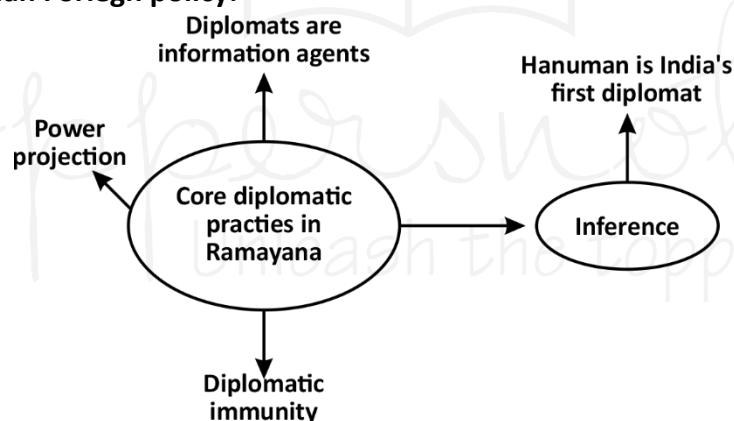 Diplomats are
information agents
Hanuman is India's
first diplomat
Power
projection
Core diplomatic
practies in
Ramayana
Inference
Diplomatic
immunity